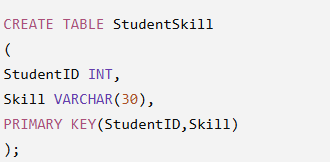 CREATE TABLE StudentSkill
(
StudentID INT,
Skill VARCHAR(30),
PRIMARY KEY(StudentID,Skill)
);